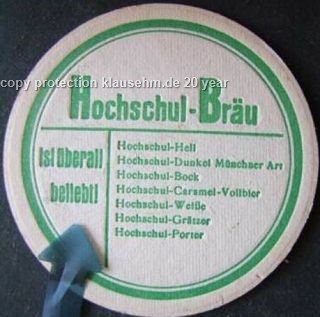 copy protection klausehm.de 20 year
Hochschul-Bräu
ist überall
beliebt!
Hochschul-Hell
Hochschul-Dunkel Münchner Art
Hochschul-Bock
Hochschul-Caramel-Vollbier
Hochschul-Weiße
Hochschul-Grätzer
Hochschul-Porter